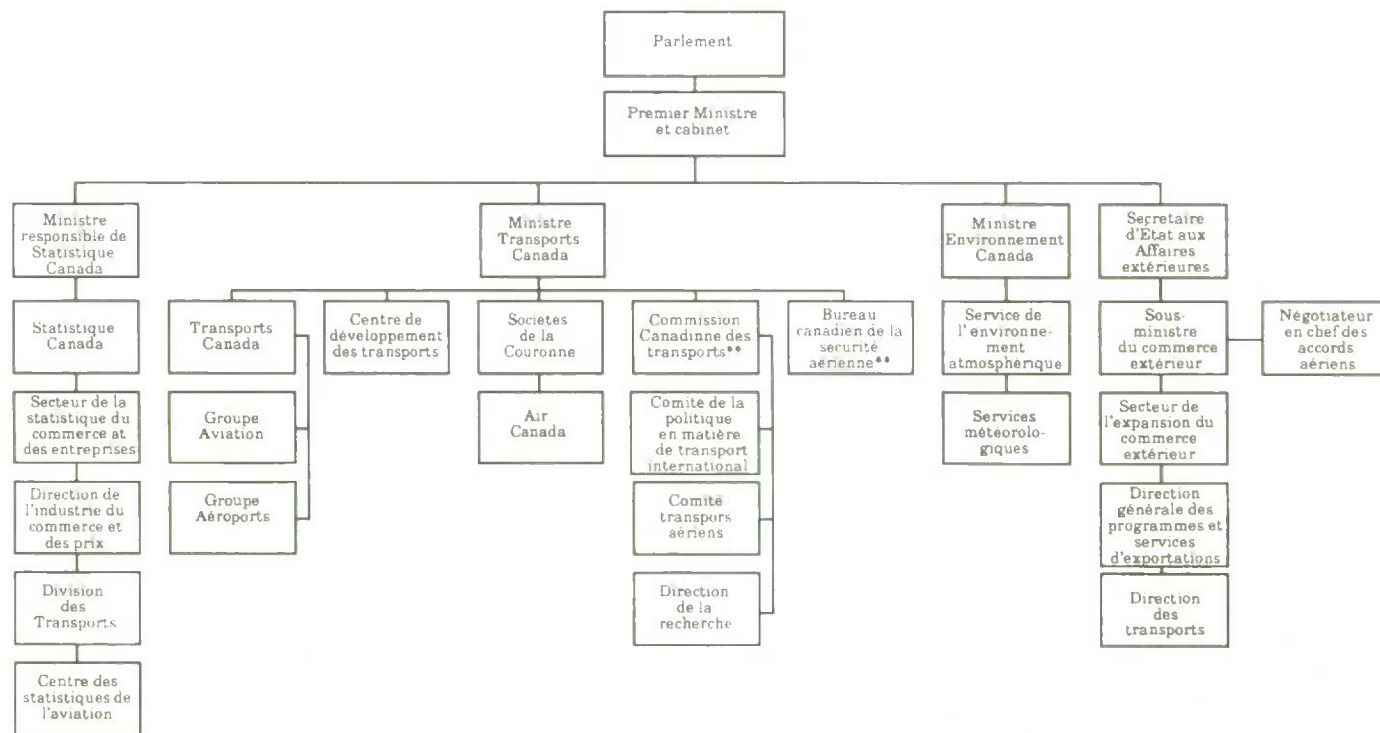 Parlement
Premier Ministre
et cabinet
Ministre
responsible de
Statistique
Canada
Ministre
Transports
Canada
Ministre
Environnement
Canada
Secretaire
d'État aux
Affaires
extérieures
Statistique
Canada
Transports
Canada
Centre de
développement
des transports
Sociétés
de la
Couronne
Commission
Canadinne des
transports**
Bureau
canadien de la
securité
aérienne**
Service de
l'environne-
ment
atmosphérique
Sous-
ministre
du commerce
extérieur
Négotiateur
en chef des
accords
aériens
Secteur de la
statistique du
commerce at
des entreprises
Groupe
Aviation
Air
Canada
Comité de la
politique
en matière
de transport
international
Services
météorolo-
giques
Secteur de
l'expansion du
commerce
extérieur
Direction de
l'industrie du
commerce et
des prix
Groupe
Aéroports
Comité
transpors
aériens
Direction
générale des
programmes et
services
d'exportations
Division
des
Transports
Direction
de la
recherche
Direction
des
transports
Centre des
statistiques de
l'aviation